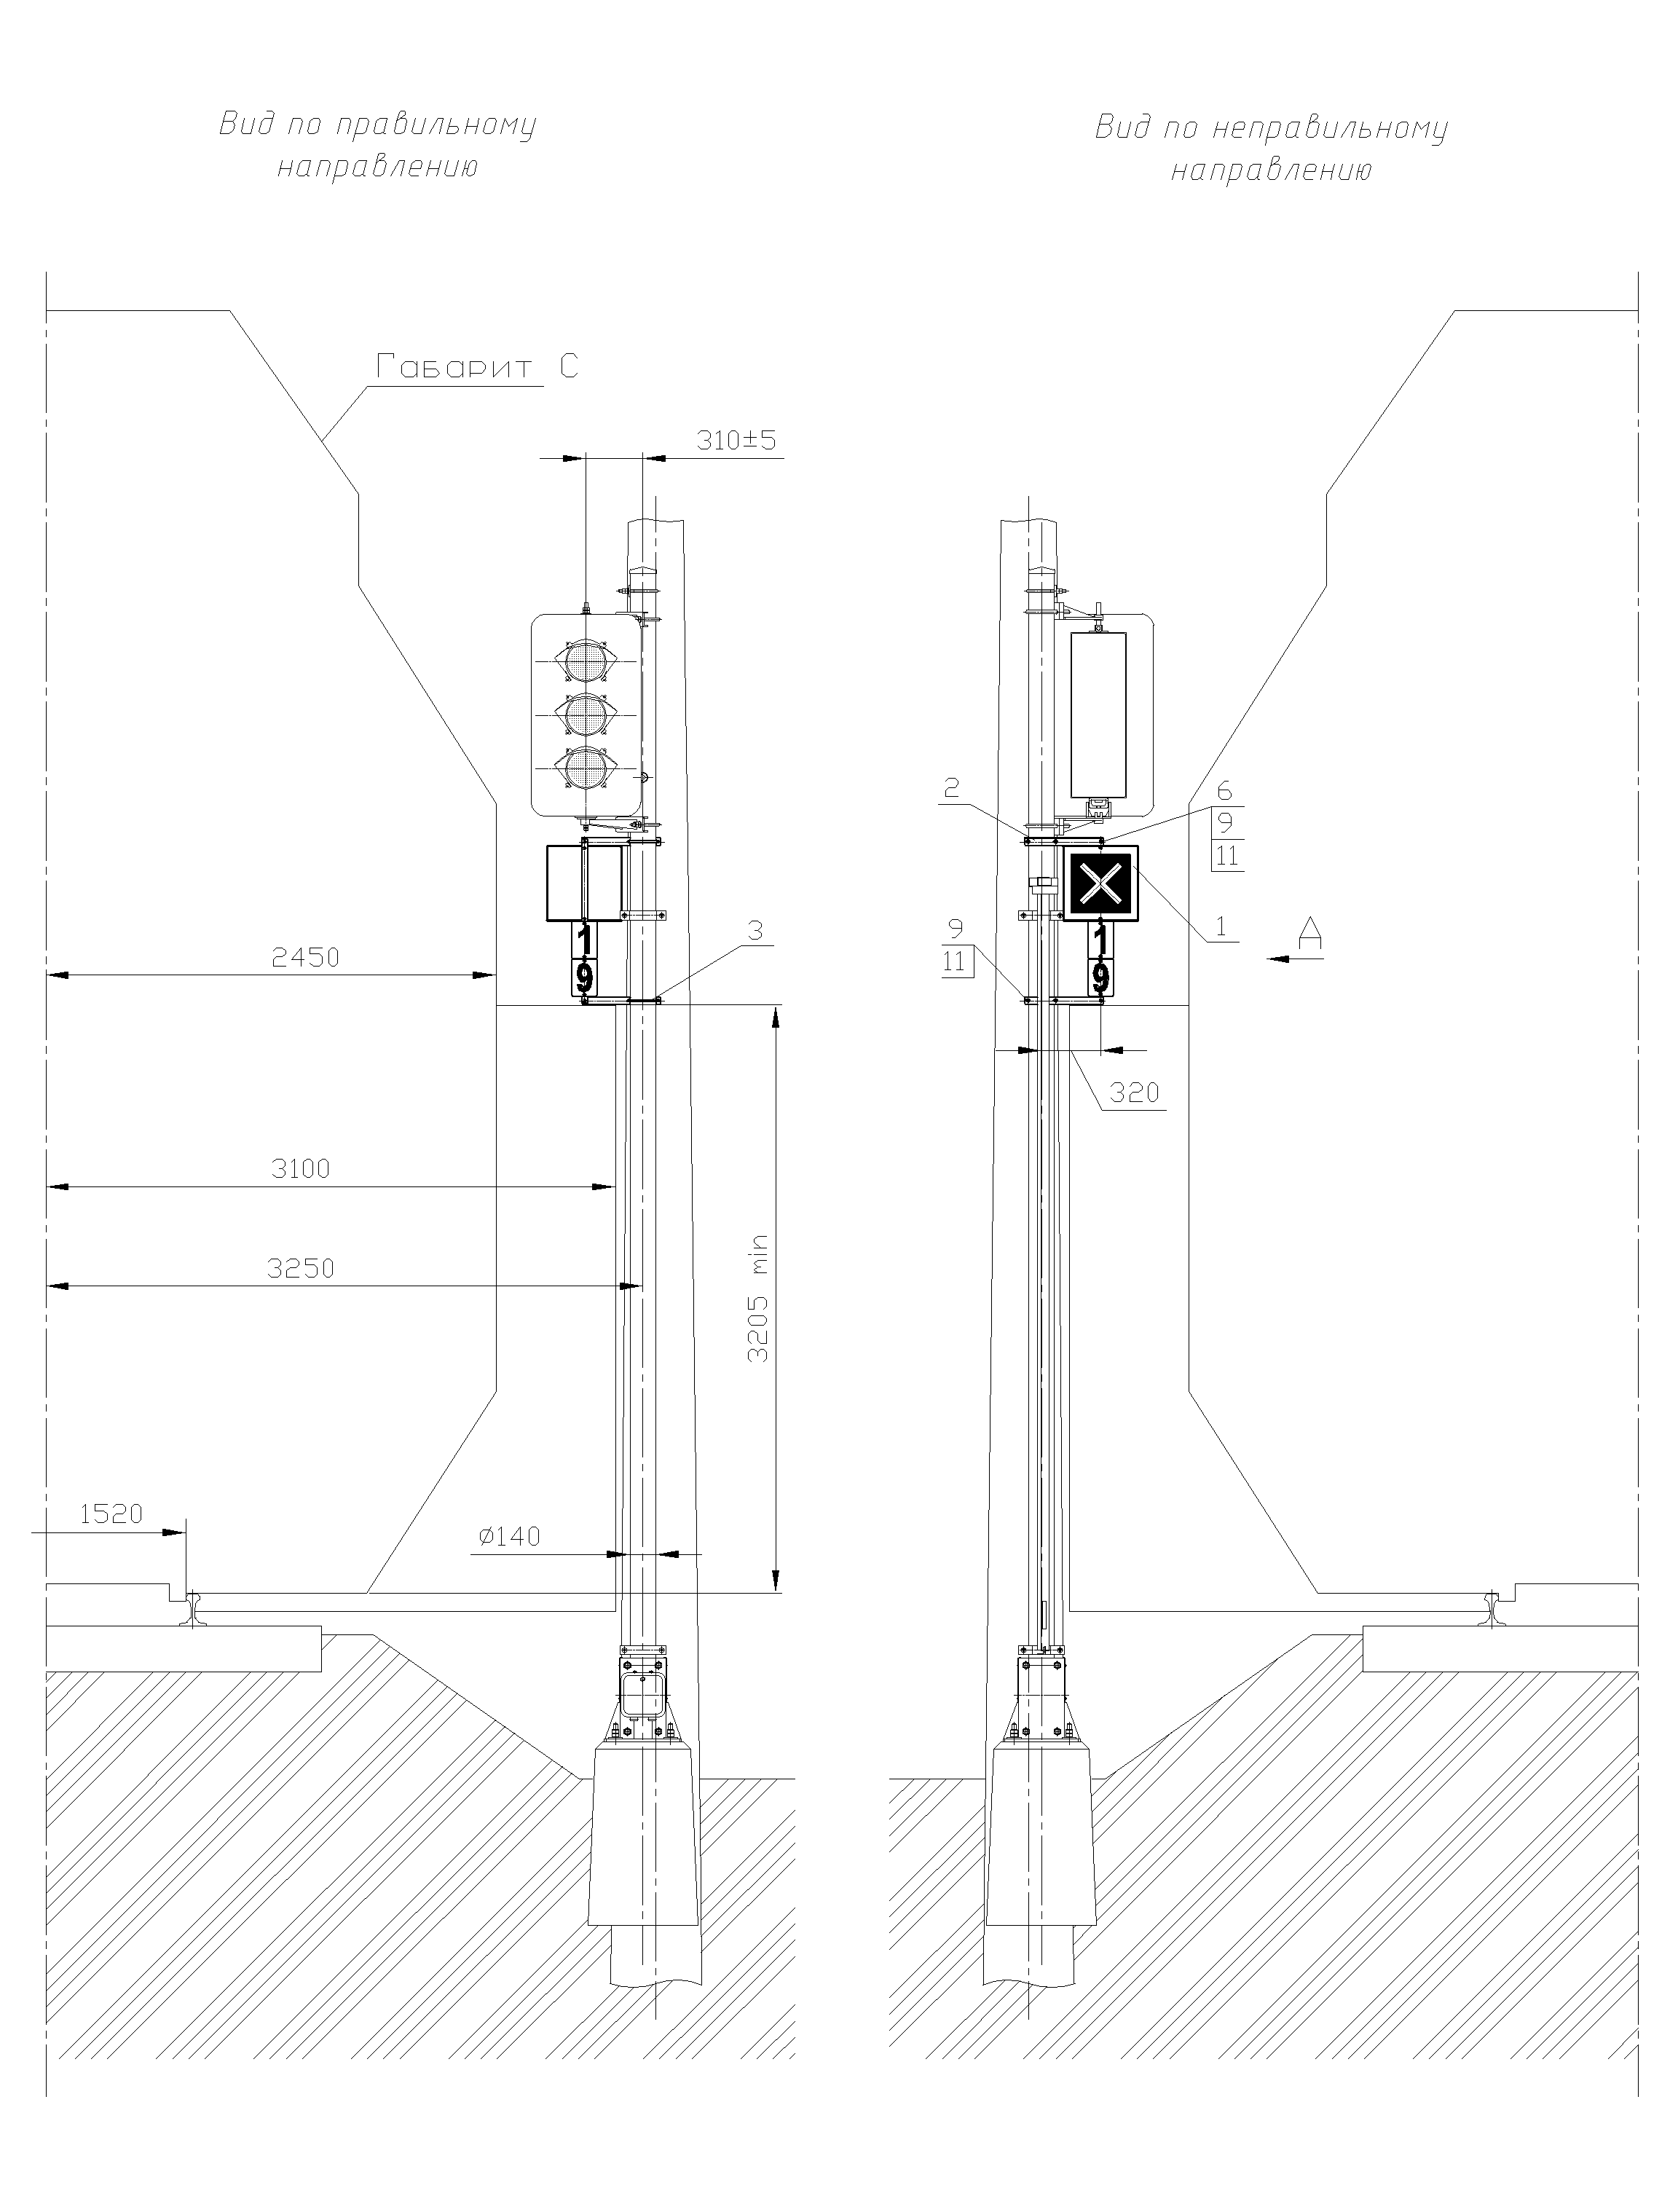 Вид по правильному
направлению
Вид по неправильному
направлению
Габарит С
310±5
2
6
9
11
1
9
11
3
1
9
1
9
А
2450
320
3100
3250
3205 min
1520
⌀140